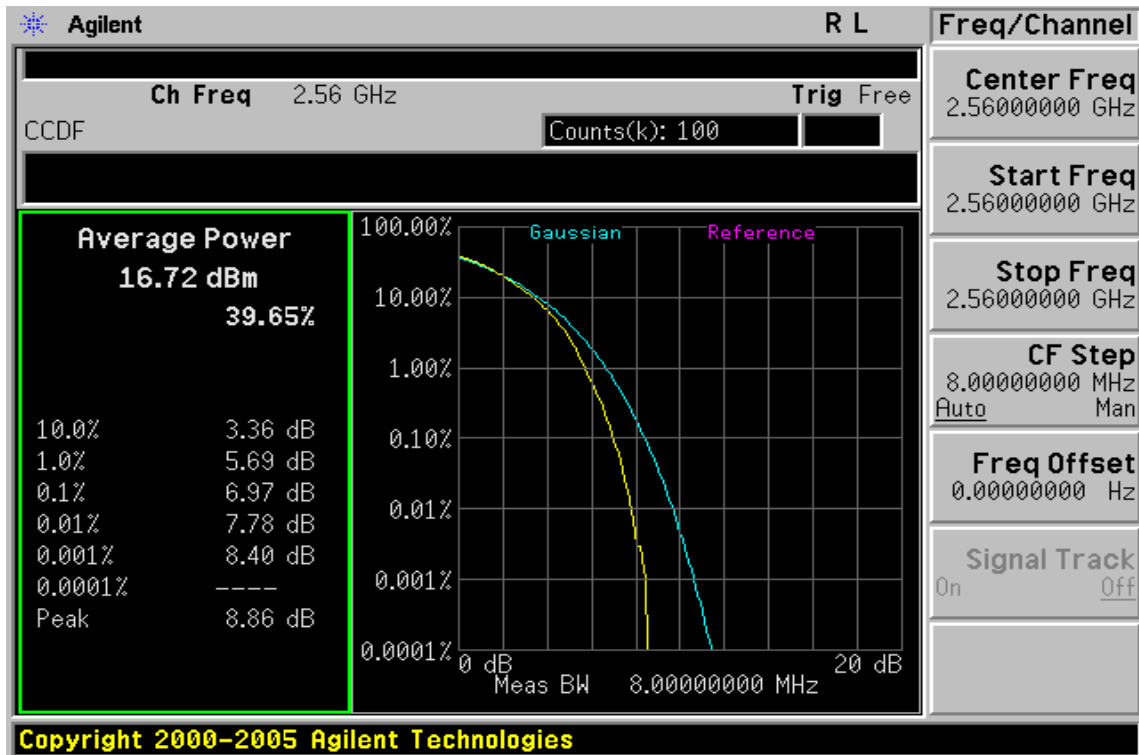 Agilent
R L
Freq/Channel
Ch Freq 2.56 GHz
Trig Free
CCDF
Counts(k): 100
Center Freq
2.56000000 GHz
Start Freq
2.56000000 GHz
Stop Freq
2.56000000 GHz
CF Step
8.00000000 MHz
Auto Man
Freq Offset
0.00000000 Hz
Signal Track
On Off
Average Power
16.72 dBm
39.65%
10.0% 3.36 dB
1.0% 5.69 dB
0.1% 6.97 dB
0.01% 7.78 dB
0.001% 8.40 dB
0.0001% ----
Peak 8.86 dB
Gaussian Reference
100.00%
10.00%
1.00%
0.10%
0.01%
0.001%
0.0001%
0 dB 20 dB
Meas BW 8.00000000 MHz
Copyright 2000-2005 Agilent Technologies